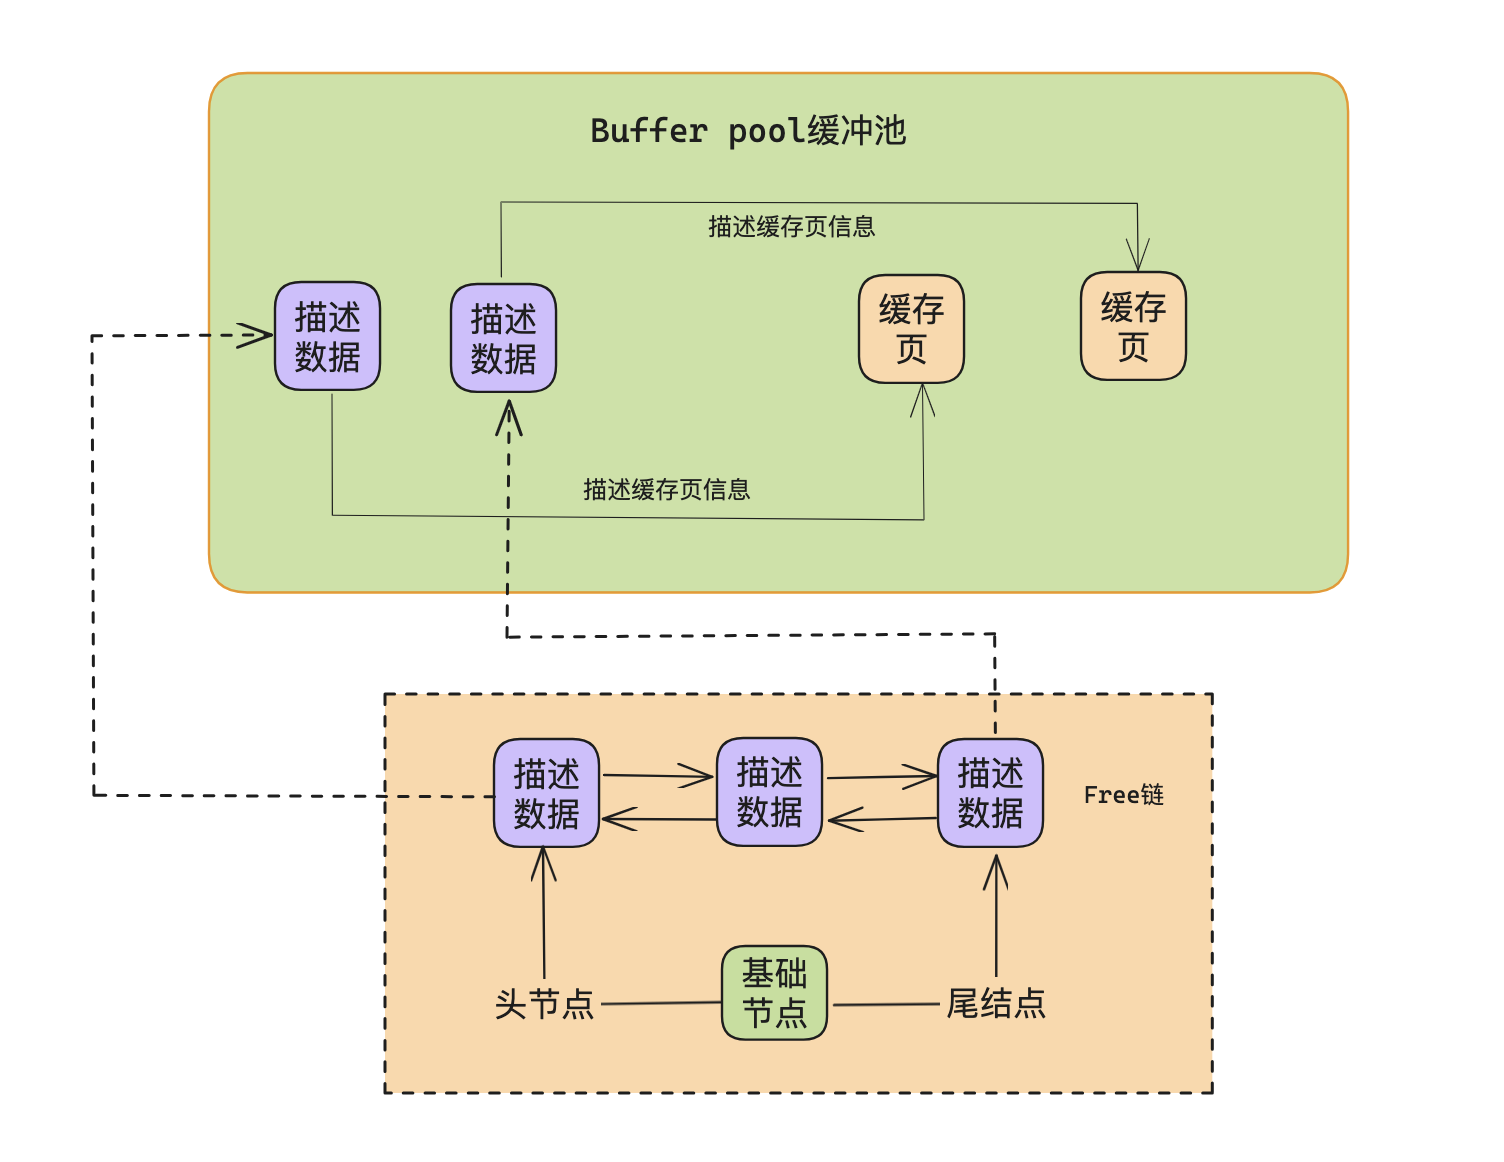 Buffer pool缓冲池
描述缓存页信息
描述
数据
描述
数据
缓存
页
缓存
页
描述缓存页信息
描述
数据
描述
数据
描述
数据
Free链
头节点
基础
节点
尾结点